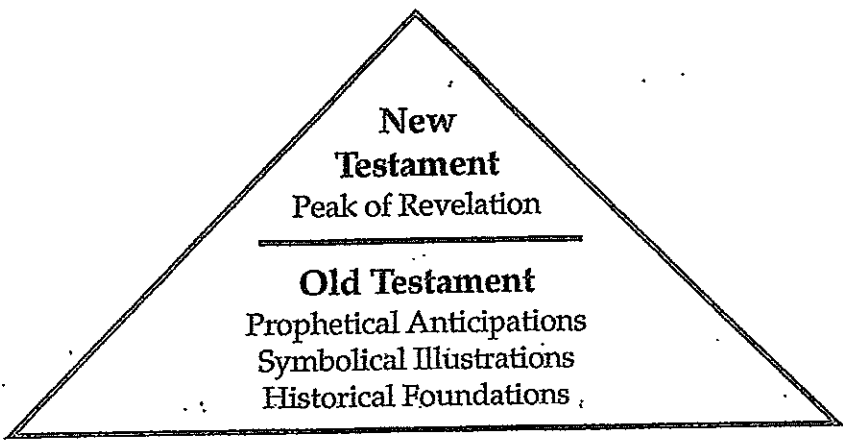 New
Testament
Peak of Revelation
Old Testament
Prophetical Anticipations
Symbolical Illustrations
Historical Foundations